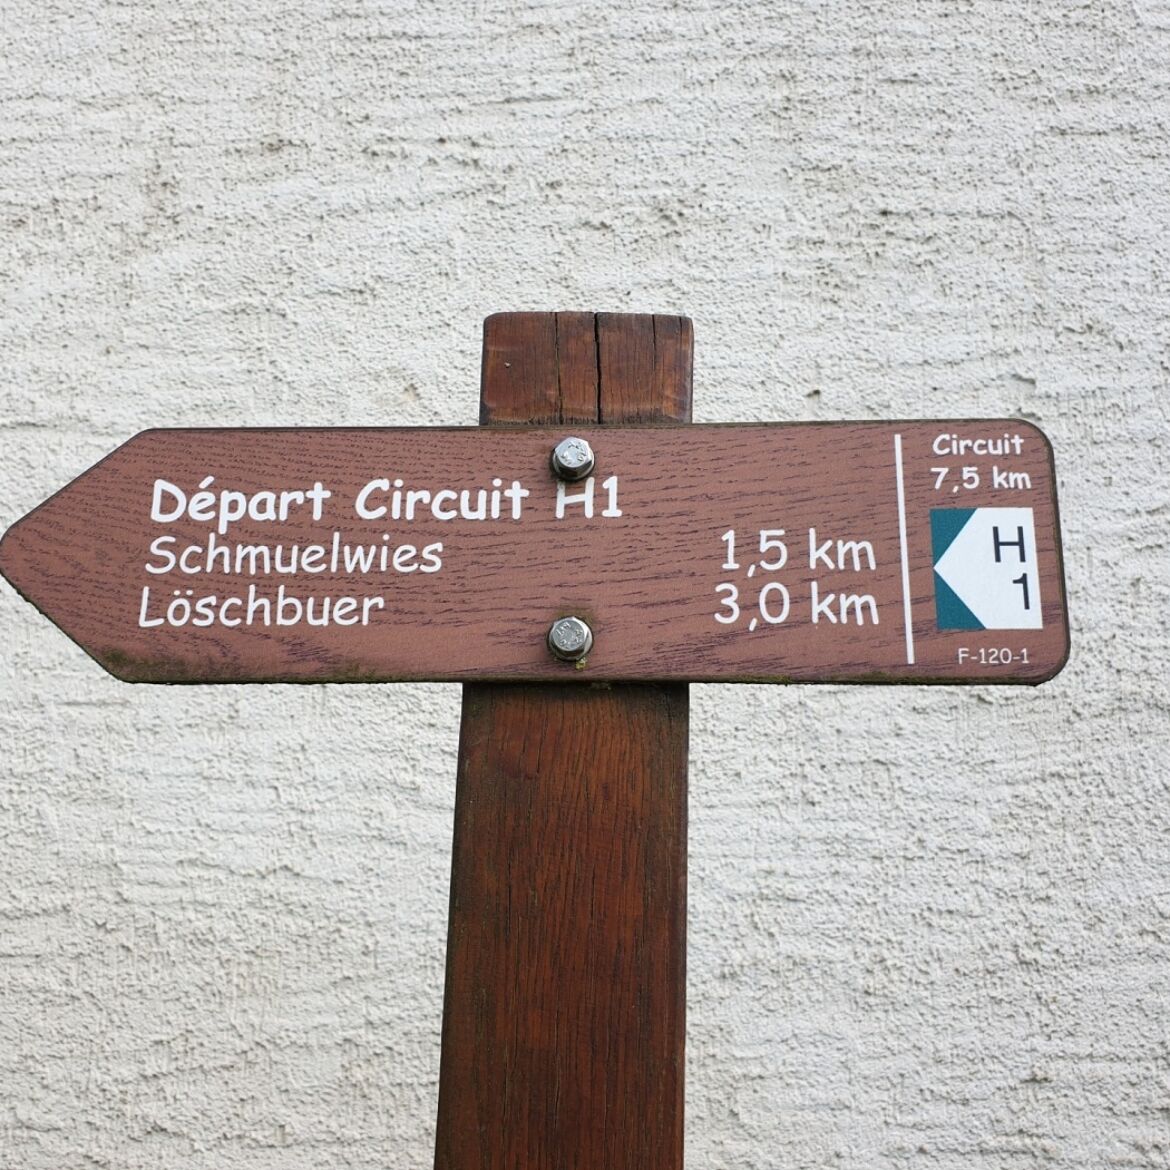 Départ Circuit H1
Schmuelwies 1,5 km
Löschbuer 3,0 km
Circuit
7,5 km
H
1
F-120-1